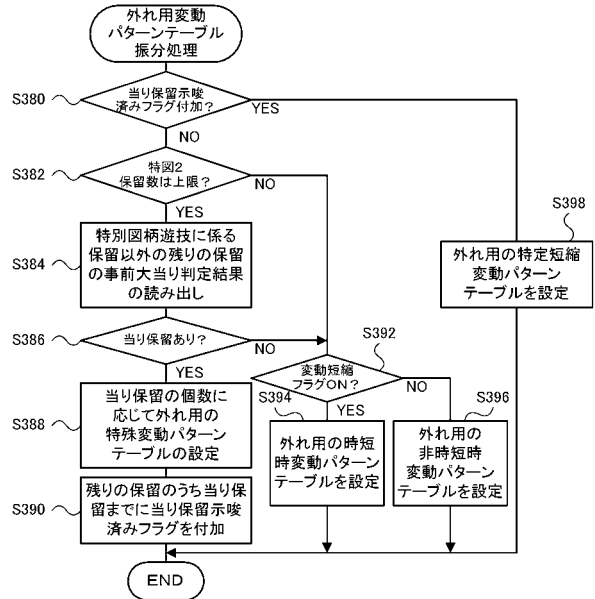 外れ用変動
パターンテーブル
振分処理
S380
当り保留示唆
済みフラグ付加？
YES
NO
S382
特図2
保留数は上限？
NO
YES
S384
特別図柄遊技に係る
保留以外の残りの保留
の事前大当り判定結果
の読み出し
S398
外れ用の特定短縮
変動パターン
テーブルを設定
S386
当り保留あり？
NO
YES
S392
変動短縮
フラグON？
NO
YES
S388
当り保留の個数に
応じて外れ用の
特殊変動パターン
テーブルの設定
S394
外れ用の時短
時変動パターン
テーブルを設定
S396
外れ用の
非時短時
変動パターン
テーブルを設定
S390
残りの保留のうち当り保
留までに当り保留示唆
済みフラグを付加
END